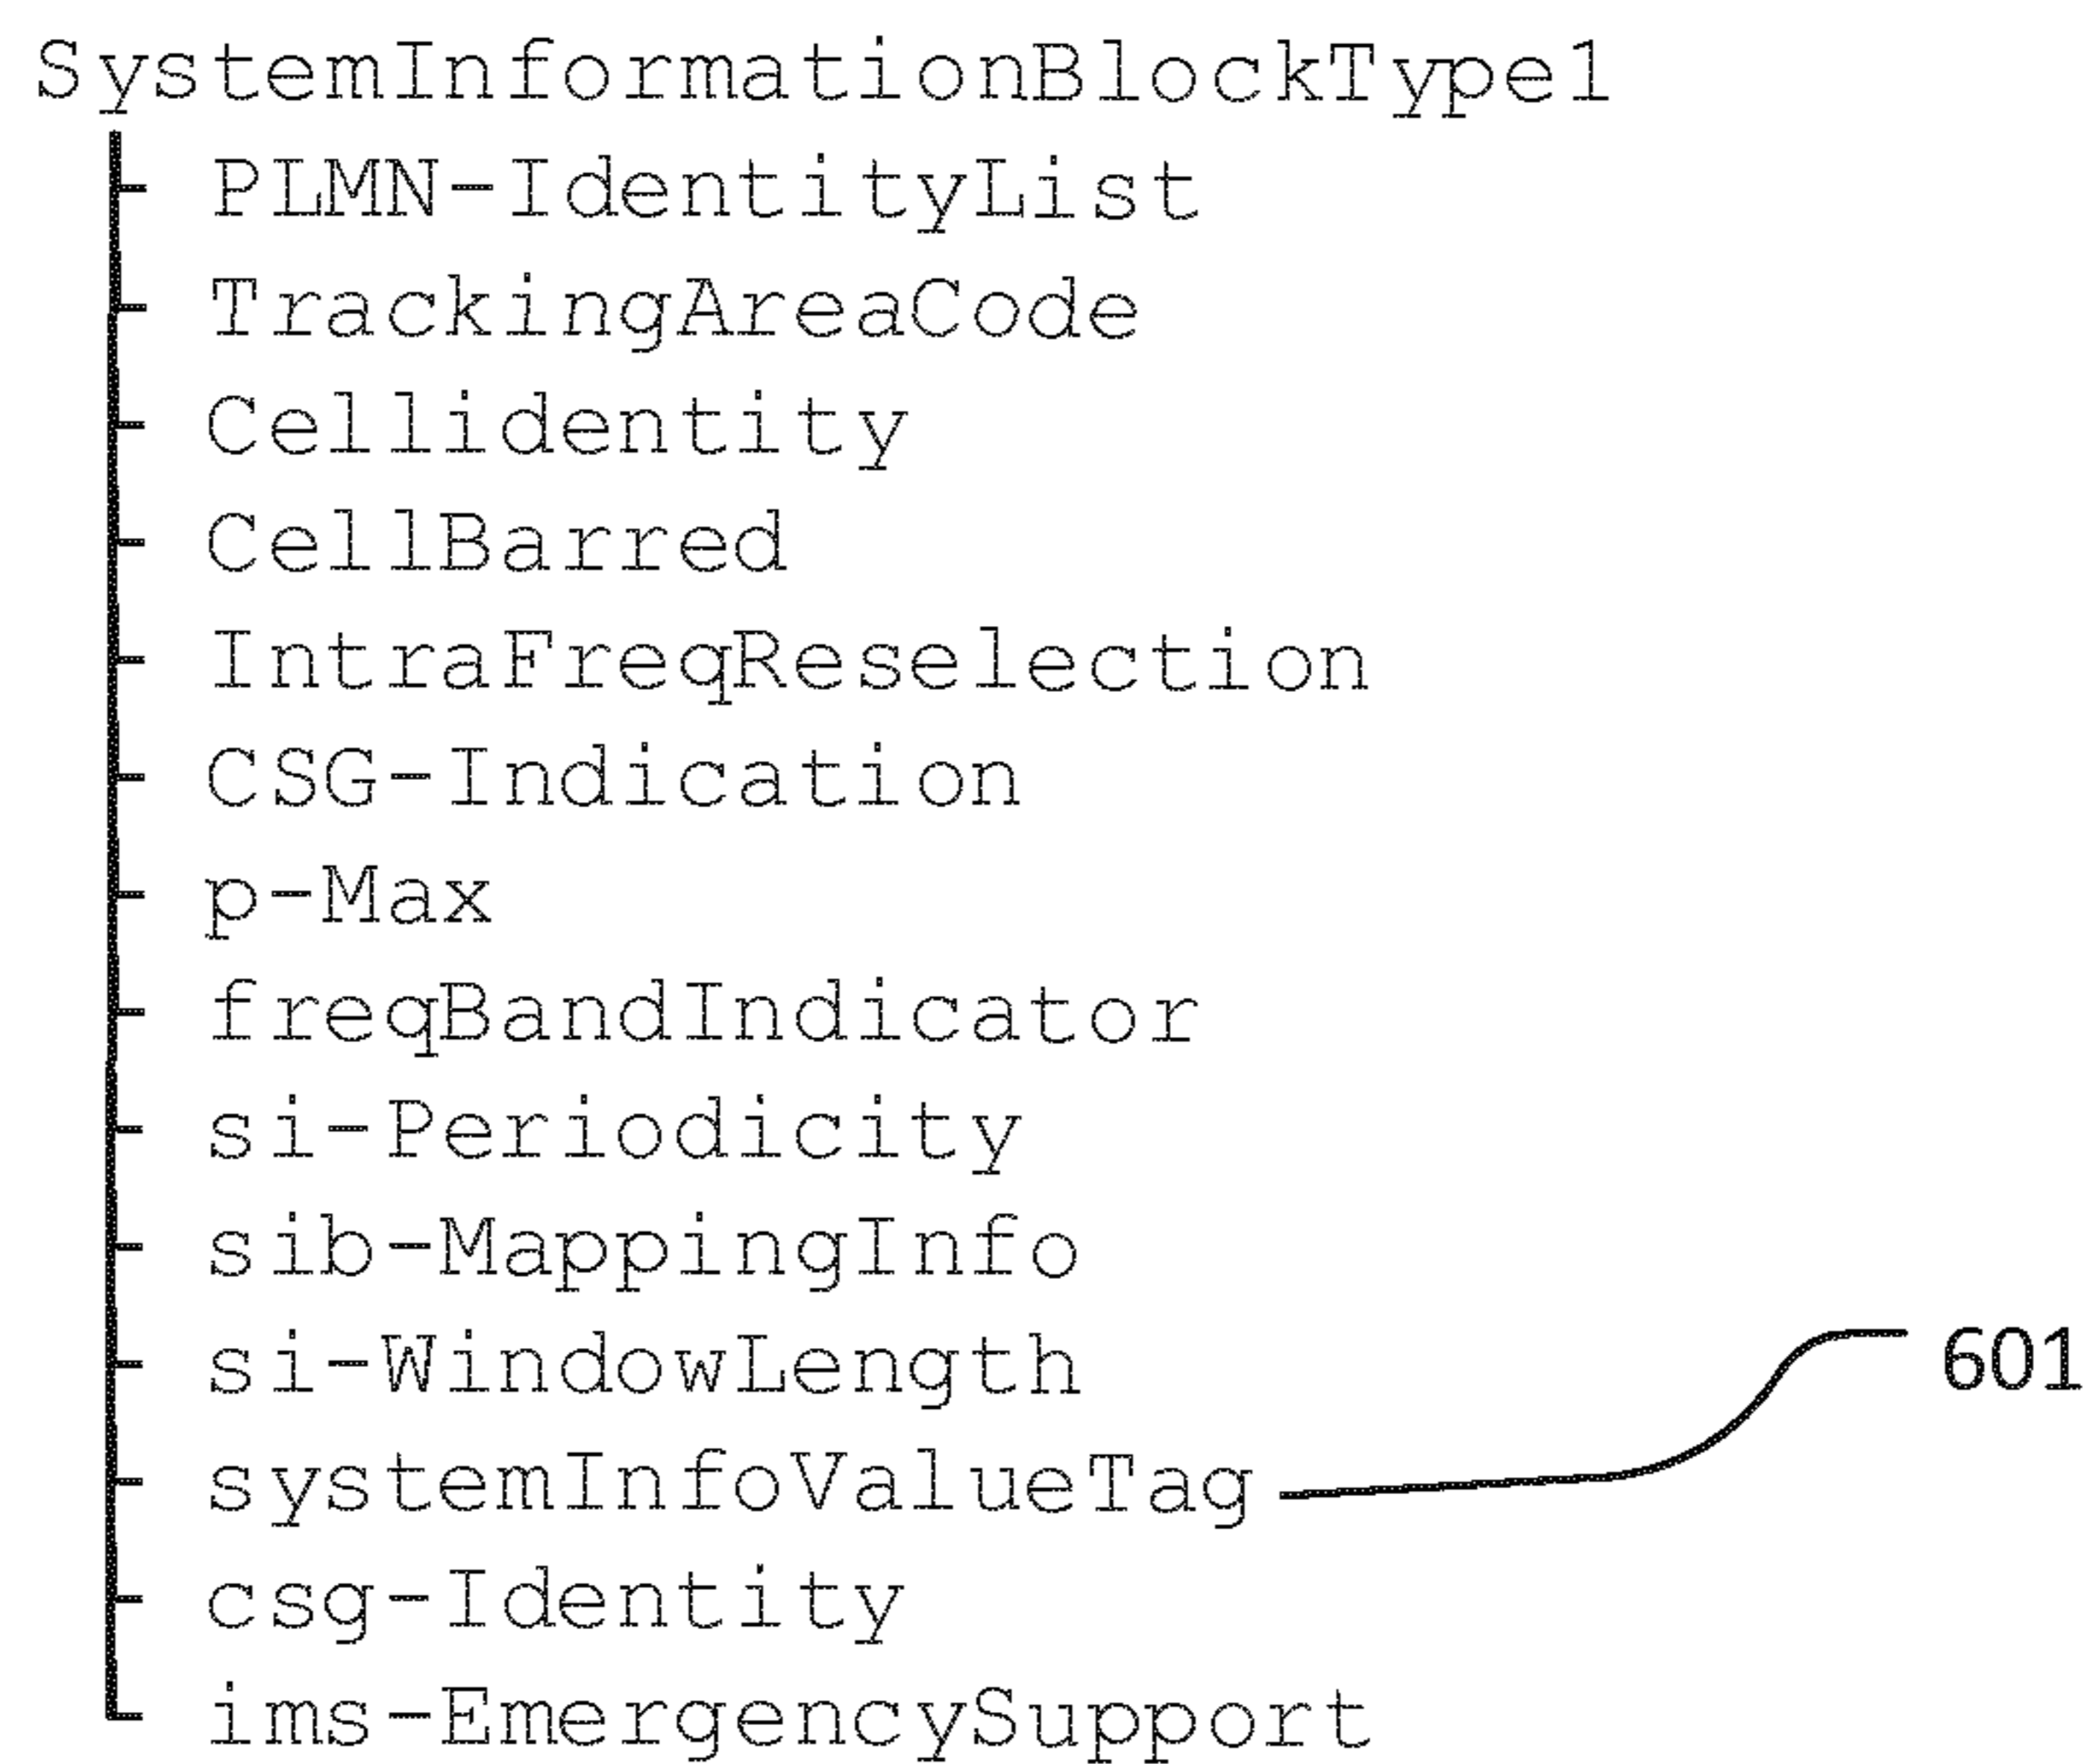 SystemInformationBlockType1
PLMN-IdentityList
TrackingAreaCode
Cellidentity
CellBarred
IntraFreqReselection
CSG-Indication
p-Max
freqBandIndicator
si-Periodicity
sib-MappingInfo
si-WindowLength
601
systemInfoValueTag
csg-Identity
ims-EmergencySupport